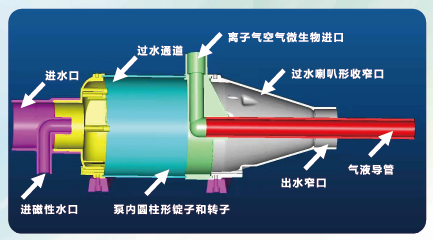 离子气空气微生物进口
过水通道
进水口
过水喇叭形收窄口
气液导管
出水窄口
进磁性水口
泵内圆柱形锭子和转子